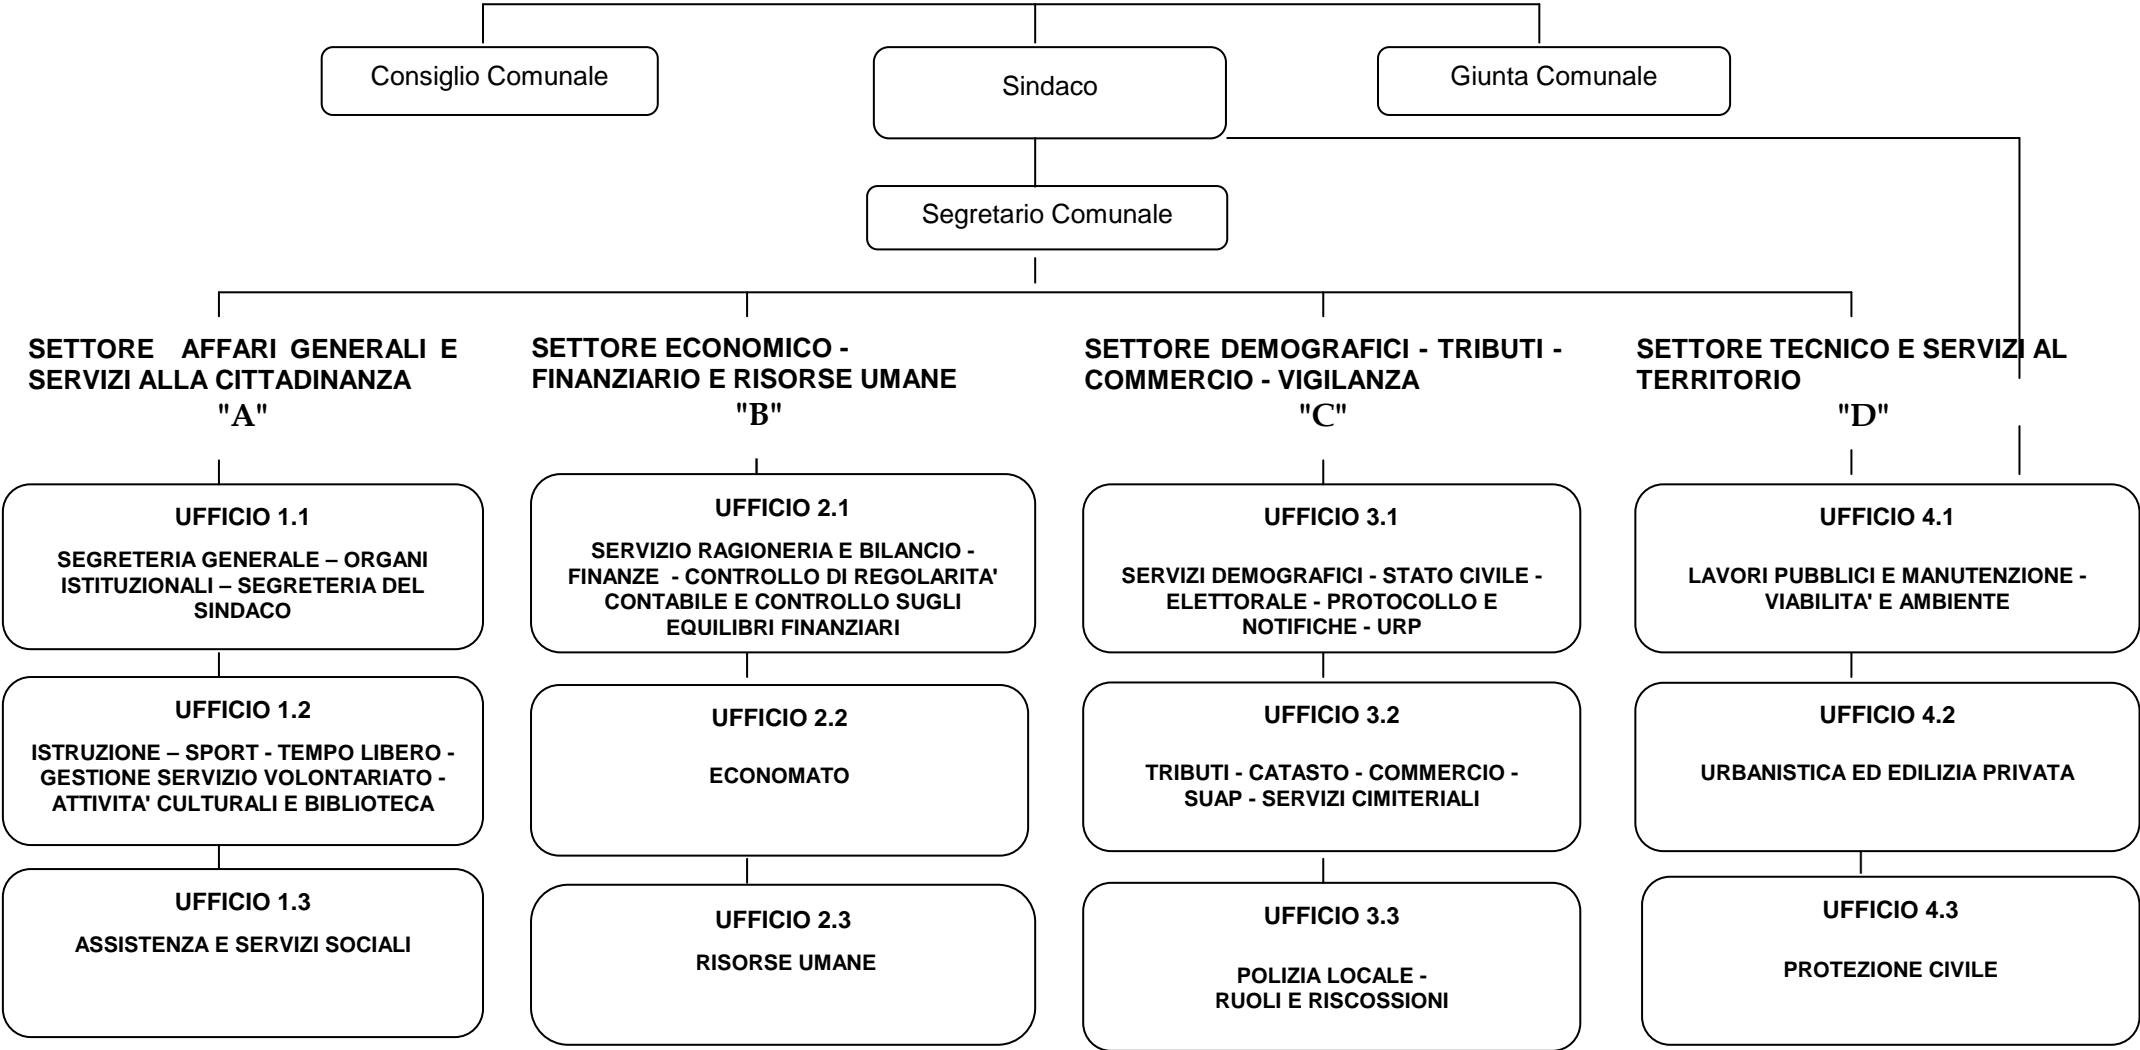 Consiglio Comunale
Sindaco
Giunta Comunale
Segretario Comunale
SETTORE AFFARI GENERALI E
SERVIZI ALLA CITTADINANZA
"A"
SETTORE ECONOMICO -
FINANZIARIO E RISORSE UMANE
"B"
SETTORE DEMOGRAFICI - TRIBUTI -
COMMERCIO - VIGILANZA
"C"
SETTORE TECNICO E SERVIZI AL
TERRITORIO
"D"
UFFICIO 1.1
SEGRETERIA GENERALE – ORGANI
ISTITUZIONALI – SEGRETERIA DEL
SINDACO
UFFICIO 2.1
SERVIZIO RAGIONERIA E BILANCIO -
FINANZE - CONTROLLO DI REGOLARITA'
CONTABILE E CONTROLLO SUGLI
EQUILIBRI FINANZIARI
UFFICIO 3.1
SERVIZI DEMOGRAFICI - STATO CIVILE -
ELETTORALE - PROTOCOLLO E
NOTIFICHE - URP
UFFICIO 4.1
LAVORI PUBBLICI E MANUTENZIONE -
VIABILITA' E AMBIENTE
UFFICIO 1.2
ISTRUZIONE – SPORT - TEMPO LIBERO -
GESTIONE SERVIZIO VOLONTARIATO -
ATTIVITA' CULTURALI E BIBLIOTECA
UFFICIO 2.2
ECONOMATO
UFFICIO 3.2
TRIBUTI - CATASTO - COMMERCIO -
SUAP - SERVIZI CIMITERIALI
UFFICIO 4.2
URBANISTICA ED EDILIZIA PRIVATA
UFFICIO 1.3
ASSISTENZA E SERVIZI SOCIALI
UFFICIO 2.3
RISORSE UMANE
UFFICIO 3.3
POLIZIA LOCALE -
RUOLI E RISCOSSIONI
UFFICIO 4.3
PROTEZIONE CIVILE